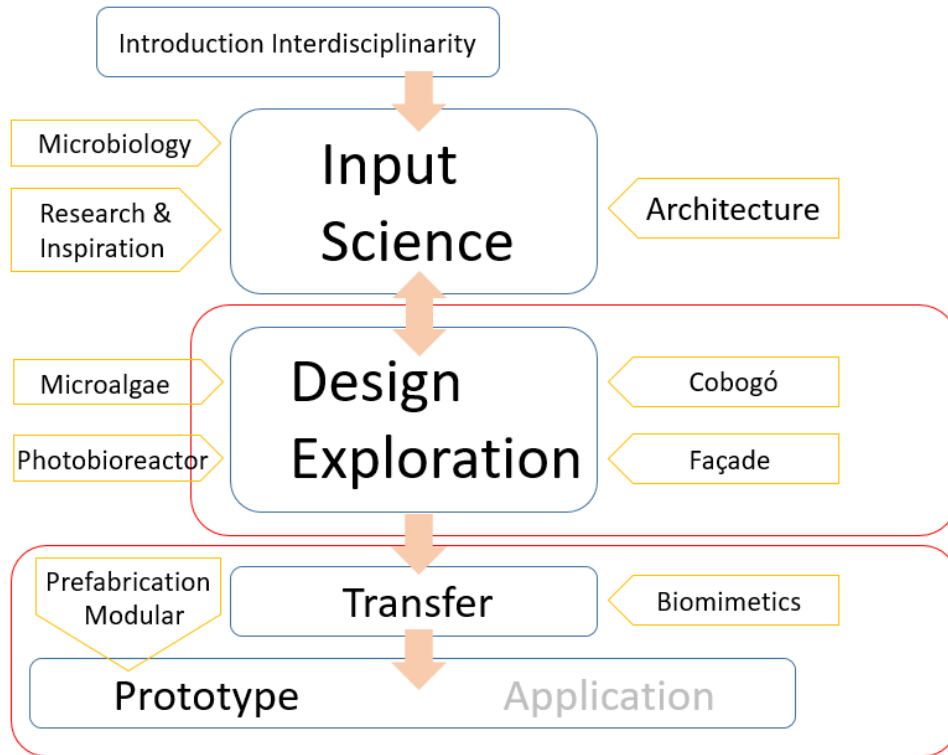 Introduction Interdisciplinarity
Microbiology
Input
Science
Research &
Inspiration
Architecture
Microalgae
Design
Exploration
Cobogó
Photobioreactor
Façade
Prefabrication
Modular
Transfer
Biomimetics
Prototype
Application